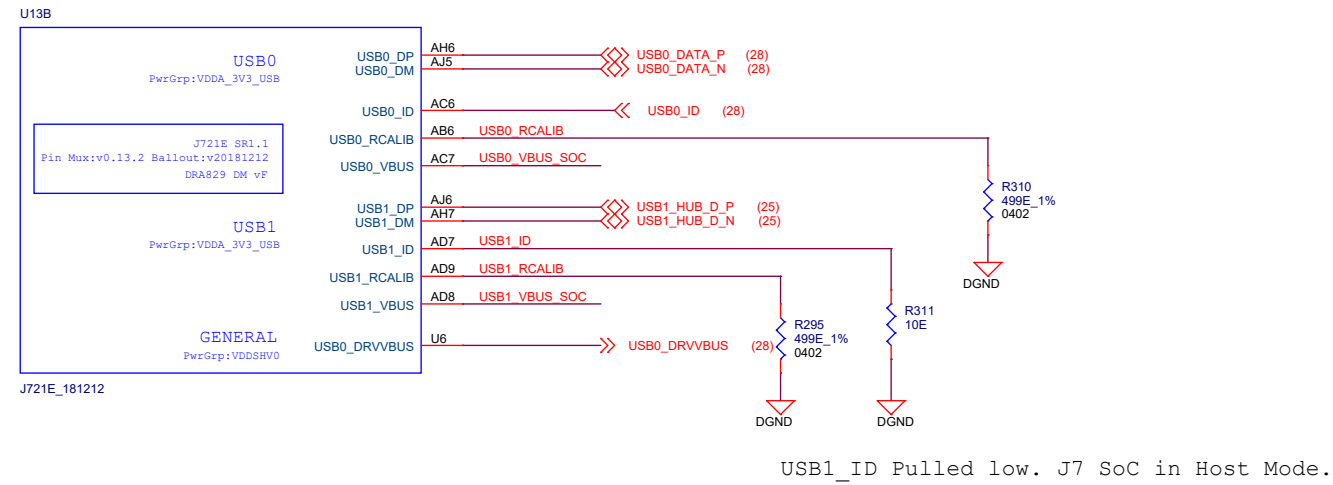 U13B
USB0
PwrGrp:VDDA_3V3_USB
J721E SR1.1
Pin Mux:v0.13.2 Ballout:v20181212
DRA829 DM vF
USB1
PwrGrp:VDDA_3V3_USB
GENERAL
PwrGrp:VDDSHV0
USB0_DP AH6 USB0_DATA_P (28)
USB0_DM AJ5 USB0_DATA_N (28)
USB0_ID AC6 USB0_ID (28)
USB0_RCALIB AB6 USB0_RCALIB
USB0_VBUS AC7 USB0_VBUS_SOC
USB1_DP AJ6 USB1_HUB_D_P (25)
USB1_DM AH7 USB1_HUB_D_N (25)
USB1_ID AD7 USB1_ID
USB1_RCALIB AD9 USB1_RCALIB
USB1_VBUS AD8 USB1_VBUS_SOC
USB0_DRVVBUS U6 USB0_DRVVBUS (28)
R310
499E_1%
0402
DGND
R295
499E_1%
0402
DGND
R311
10E
DGND
J721E_181212
USB1_ID Pulled low. J7 SoC in Host Mode.